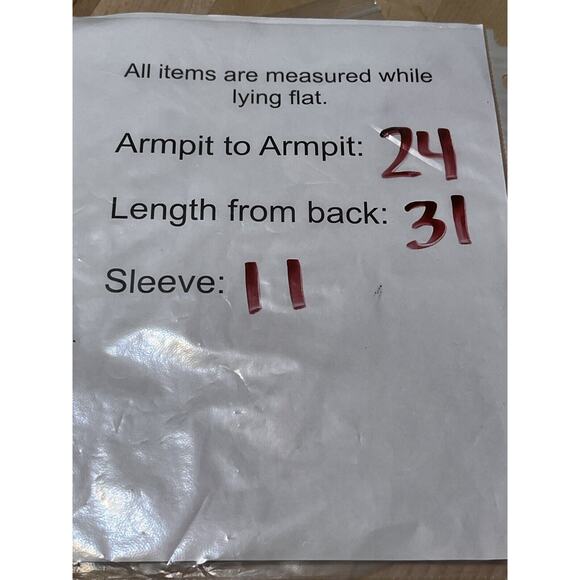 All items are measured while
lying flat.
Armpit to Armpit: 24
Length from back: 31
Sleeve: 11